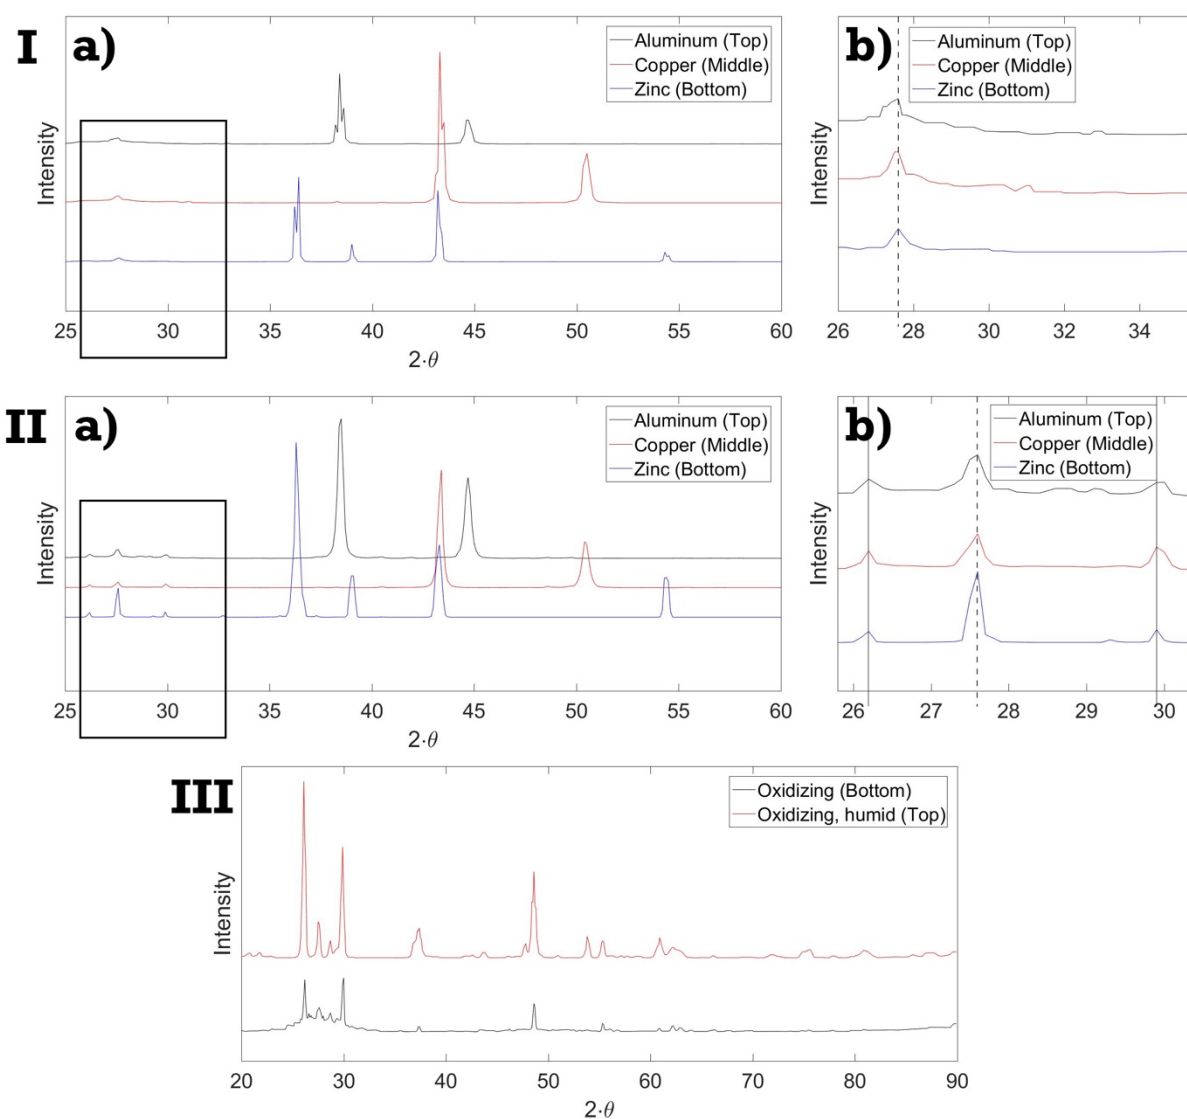 I a)
Aluminum (Top)
Copper (Middle)
Zinc (Bottom)
Intensity
25 30 35 40 45 50 55 60
2·θ
b)
Aluminum (Top)
Copper (Middle)
Zinc (Bottom)
Intensity
26 28 30 32 34
II a)
Aluminum (Top)
Copper (Middle)
Zinc (Bottom)
Intensity
25 30 35 40 45 50 55 60
2·θ
b)
Aluminum (Top)
Copper (Middle)
Zinc (Bottom)
Intensity
26 27 28 29 30
III
Oxidizing (Bottom)
Oxidizing, humid (Top)
Intensity
20 30 40 50 60 70 80 90
2·θ